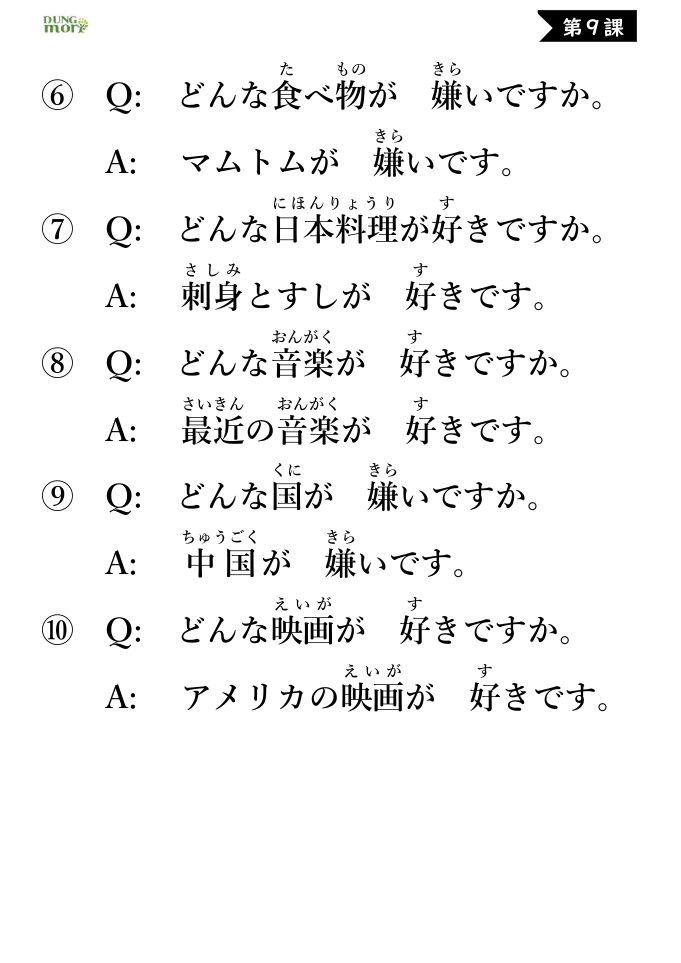 DUNG
mori
第9課
た もの きら
⑥ Q: どんな食べ物が 嫌いですか。
きら
A: マムトムが 嫌いです。
にほんりょうり す
⑦ Q: どんな日本料理が好きですか。
さしみ す
A: 刺身とすしが 好きです。
おんがく す
⑧ Q: どんな音楽が 好きですか。
さいきん おんがく す
A: 最近の音楽が 好きです。
くに きら
⑨ Q: どんな国が 嫌いですか。
ちゅうごく きら
A: 中国が 嫌いです。
えいが す
⑩ Q: どんな映画が 好きですか。
えいが す
A: アメリカの映画が 好きです。